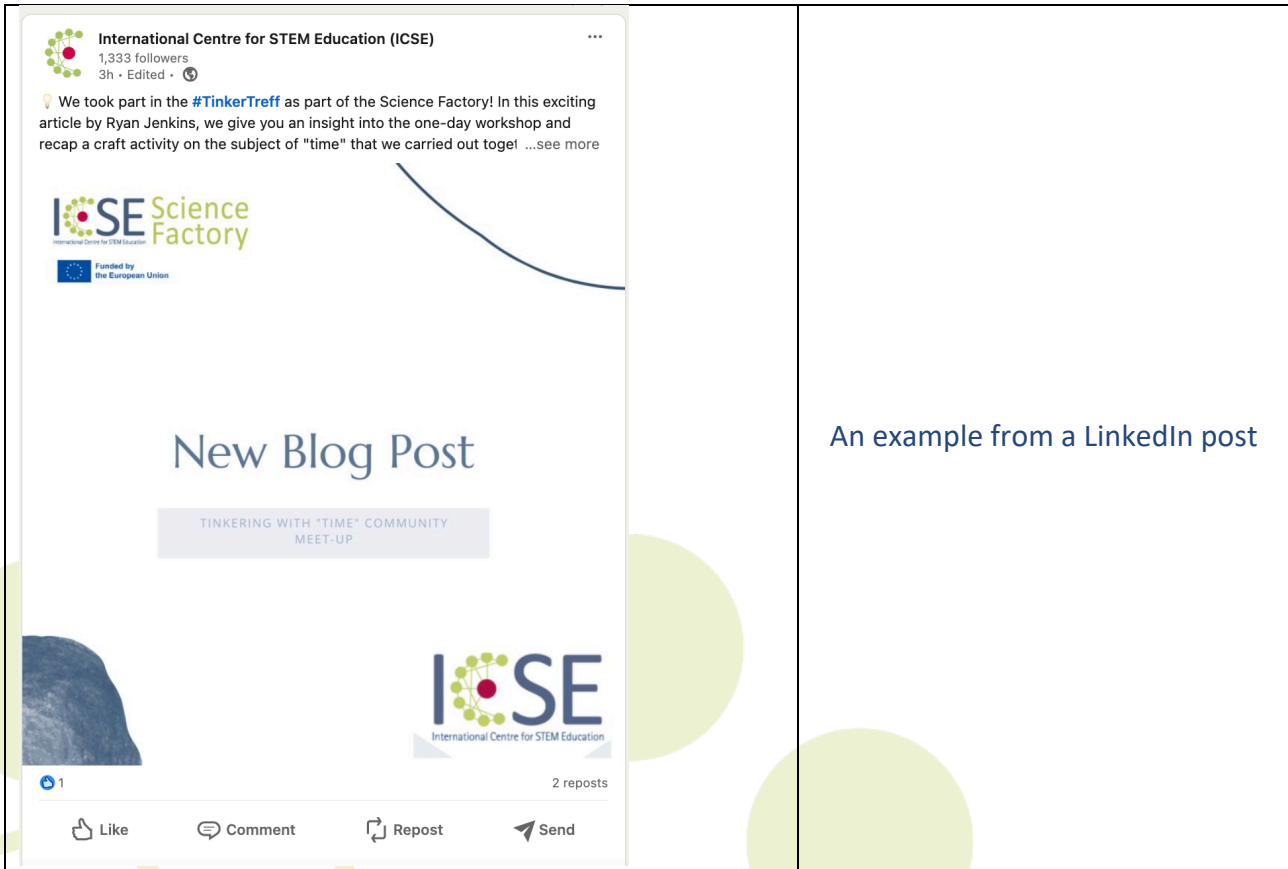 International Centre for STEM Education (ICSE)
1,333 followers
3h • Edited •
We took part in the #TinkerTreff as part of the Science Factory! In this exciting
article by Ryan Jenkins, we give you an insight into the one-day workshop and
recap a craft activity on the subject of "time" that we carried out toget ...see more
ICSE Science
Factory
International Centre for STEM Education
Funded by
the European Union
New Blog Post
TINKERING WITH "TIME" COMMUNITY
MEET-UP
ICSE
International Centre for STEM Education
1
2 reposts
Like Comment Repost Send
An example from a LinkedIn post